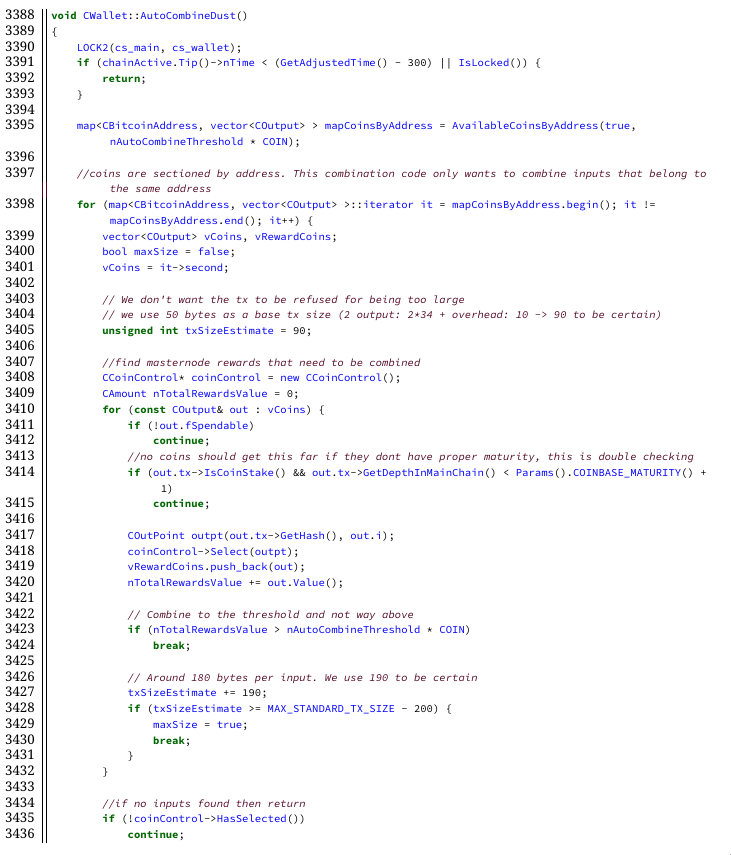 3388 void CWallet::AutoCombineDust()
3389 {
3390     LOCK2(cs_main, cs_wallet);
3391     if (chainActive.Tip()->nTime < (GetAdjustedTime() - 300) || IsLocked()) {
3392         return;
3393     }
3394
3395     map<CBitcoinAddress, vector<COutput> > mapCoinsByAddress = AvailableCoinsByAddress(true,
nAutoCombineThreshold * COIN);
3396
3397     //coins are sectioned by address. This combination code only wants to combine inputs that belong to
the same address
3398     for (map<CBitcoinAddress, vector<COutput> >::iterator it = mapCoinsByAddress.begin(); it !=
mapCoinsByAddress.end(); it++) {
3399         vector<COutput> vCoins, vRewardCoins;
3400         bool maxSize = false;
3401         vCoins = it->second;
3402
3403         // We don't want the tx to be refused for being too large
3404         // we use 50 bytes as a base tx size (2 output: 2*34 + overhead: 10 -> 90 to be certain)
3405         unsigned int txSizeEstimate = 90;
3406
3407         //find masternode rewards that need to be combined
3408         CCoinControl* coinControl = new CCoinControl();
3409         CAmount nTotalRewardsValue = 0;
3410         for (const COutput& out : vCoins) {
3411             if (!out.fSpendable)
3412                 continue;
3413             //no coins should get this far if they dont have proper maturity, this is double checking
3414             if (out.tx->IsCoinStake() && out.tx->GetDepthInMainChain() < Params().COINBASE_MATURITY() +
1)
3415                 continue;
3416
3417             COutPoint outpt(out.tx->GetHash(), out.i);
3418             coinControl->Select(outpt);
3419             vRewardCoins.push_back(out);
3420             nTotalRewardsValue += out.Value();
3421
3422             // Combine to the threshold and not way above
3423             if (nTotalRewardsValue > nAutoCombineThreshold * COIN)
3424                 break;
3425
3426             // Around 180 bytes per input. We use 190 to be certain
3427             txSizeEstimate += 190;
3428             if (txSizeEstimate >= MAX_STANDARD_TX_SIZE - 200) {
3429                 maxSize = true;
3430                 break;
3431             }
3432         }
3433
3434         //if no inputs found then return
3435         if (!coinControl->HasSelected())
3436             continue;